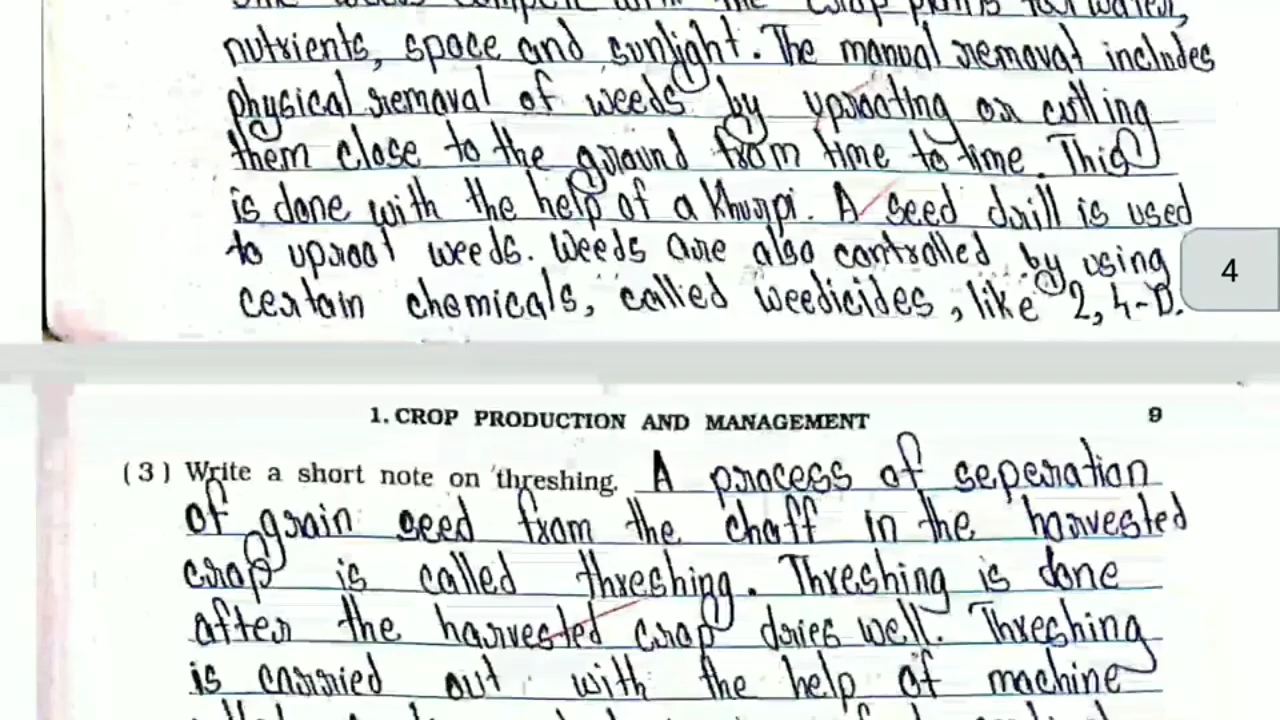 nutrients, space and sunlight. The manual removal includes
physical removal of weeds by uprooting or cutting
them close to the ground from time to time. This
is done with the help of a Khurpi. A seed drill is used
to uproot weeds. Weeds are also controlled by using
4
certain chemicals, called weedicides, like 2, 4-D.
1. CROP PRODUCTION AND MANAGEMENT 9
(3) Write a short note on threshing. A process of seperation
of grain seed from the chaff in the harvested
crop is called threshing. Threshing is done
after the harvested crop dries well. Threshing
is carried out with the help of machine